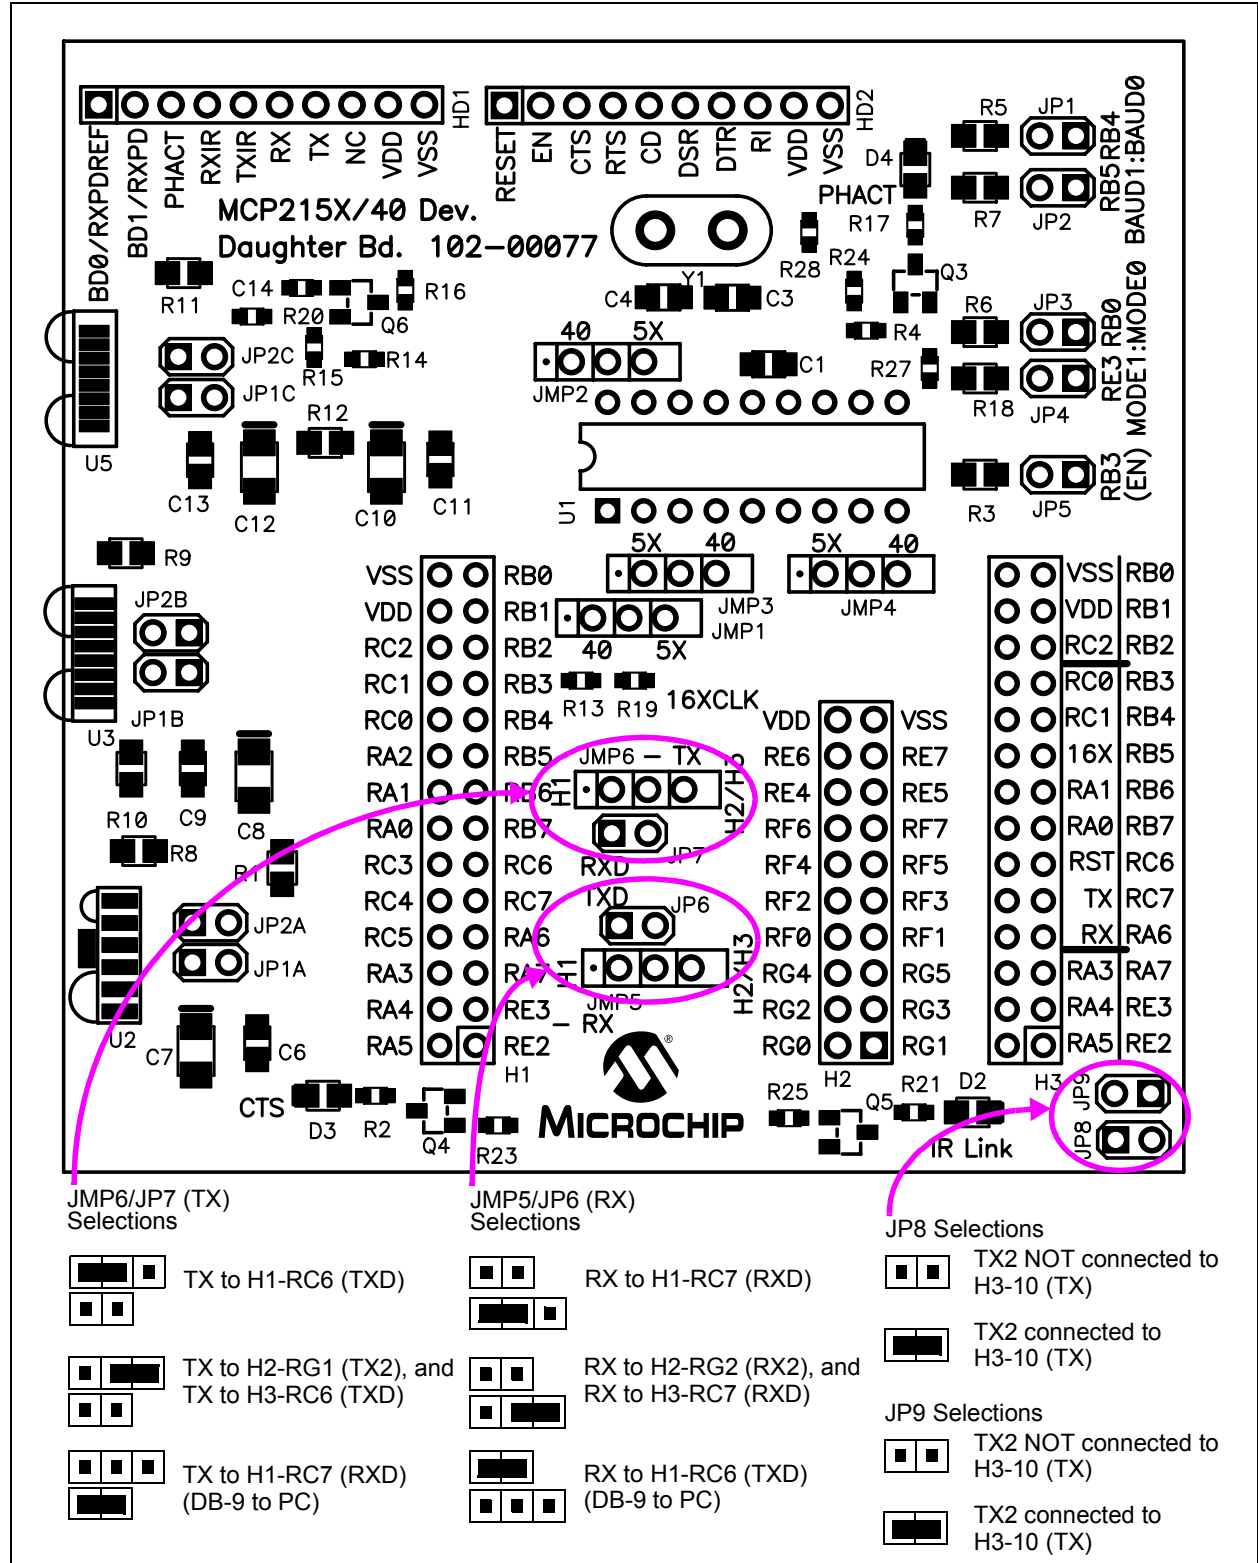 HD1
HD2
BD0/RXPDREF
BD1/RXPD
PHACT
RXIR
TXIR
RX
TX
NC
VDD
VSS
RESET
EN
CTS
RTS
CD
DSR
DTR
RI
VDD
VSS
MCP215X/40 Dev.
Daughter Bd. 102-00077
R5
JP1
D4
PHACT
R17
R7
JP2
RB5RB4
BAUD1:BAUD0
R28
R24
Q3
R11
C14
R20
Q6
R16
Y1
C4
C3
R4
R6
JP3
RE3 RB0
MODE1:MODE0
JP2C
JP1C
R15
R14
40 5X
JMP2
C1
R27
R18
JP4
R12
U5
C13
C12
C10
C11
U1
R3
JP5
RB3
(EN)
5X 40
5X 40
JMP3
JMP4
JMP1
40 5X
R9
JP2B
JP1B
U3
R13
R19
16XCLK
VSS RB0
VDD RB1
RC2 RB2
RC1 RB3
RC0 RB4
RA2 RB5
RA1 RB6
RA0 RB7
RC3 RC6
RC4 RC7
RC5 RA6
RA3 RA7
RA4 RE3
RA5 RE2
H1
VDD VSS
RE6 RE7
RE4 RE5
RF6 RF7
RF4 RF5
RF2 RF3
RF0 RF1
RG4 RG5
RG2 RG3
RG0 RG1
H2
VSS RB0
VDD RB1
RC2 RB2
RC0 RB3
RC1 RB4
16X RB5
RA1 RB6
RA0 RB7
RST RC6
TX RC7
RX RA6
RA3 RA7
RA4 RE3
RA5 RE2
H3
JMP6 - TX
H1
H2/H3
JP7
RXD
TXD
JP6
H1
H2/H3
JMP5
- RX
R10
C9
C8
R8
R1
JP2A
JP1A
U2
C7
C6
CTS
D3
R2
Q4
R23
®
MICROCHIP
R25
Q5
R21
D2
IR Link
JP9
JP8
JMP6/JP7 (TX)
Selections
TX to H1-RC6 (TXD)
TX to H2-RG1 (TX2), and
TX to H3-RC6 (TXD)
TX to H1-RC7 (RXD)
(DB-9 to PC)
JMP5/JP6 (RX)
Selections
RX to H1-RC7 (RXD)
RX to H2-RG2 (RX2), and
RX to H3-RC7 (RXD)
RX to H1-RC6 (TXD)
(DB-9 to PC)
JP8 Selections
TX2 NOT connected to
H3-10 (TX)
TX2 connected to
H3-10 (TX)
JP9 Selections
TX2 NOT connected to
H3-10 (TX)
TX2 connected to
H3-10 (TX)